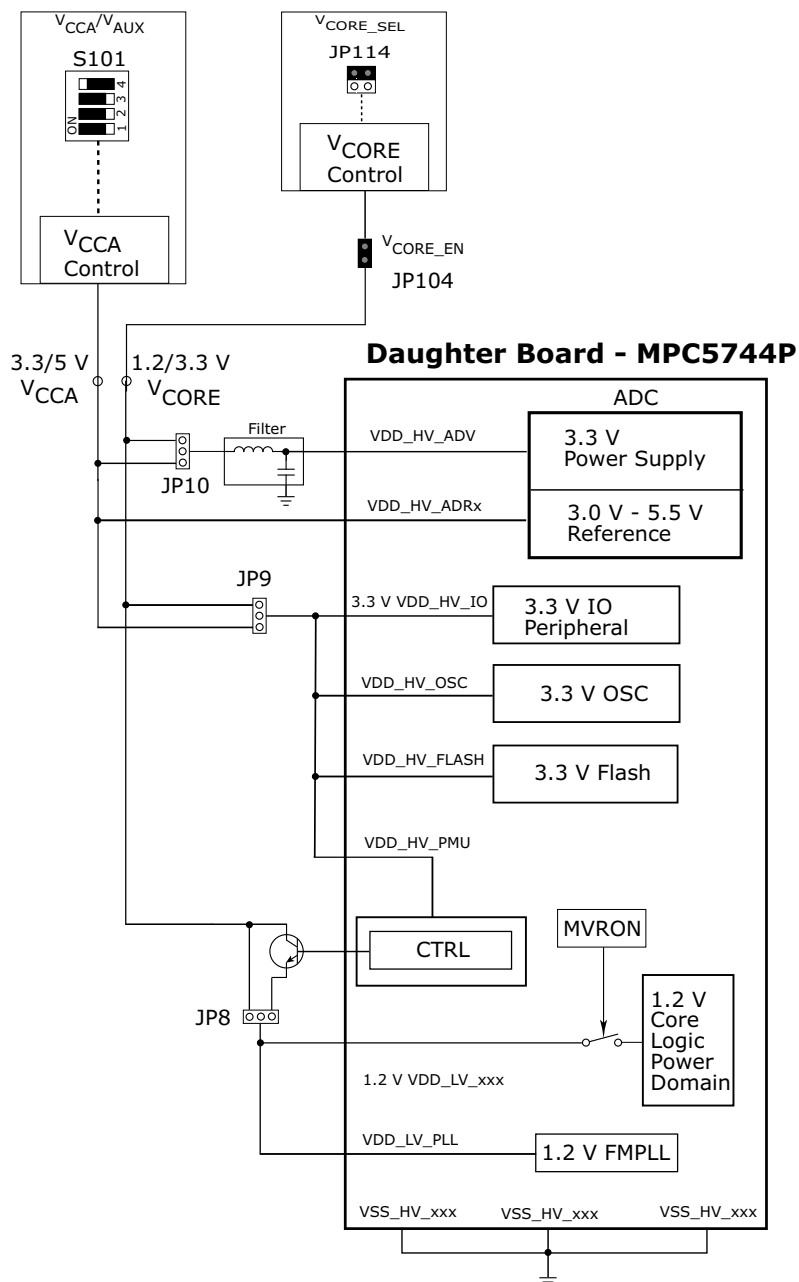 VCCA/VAUX
S101
ON
1 2 3 4
VCCA
Control
VCORE_SEL
JP114
VCORE
Control
VCORE_EN
JP104
3.3/5 V
VCCA
1.2/3.3 V
VCORE
Daughter Board - MPC5744P
ADC
Filter
JP10
VDD_HV_ADV
3.3 V
Power Supply
VDD_HV_ADRx
3.0 V - 5.5 V
Reference
JP9
3.3 V VDD_HV_IO
3.3 V IO
Peripheral
VDD_HV_OSC
3.3 V OSC
VDD_HV_FLASH
3.3 V Flash
VDD_HV_PMU
CTRL
MVRON
JP8
1.2 V
Core
Logic
Power
Domain
1.2 V VDD_LV_xxx
VDD_LV_PLL
1.2 V FMPLL
VSS_HV_xxx
VSS_HV_xxx
VSS_HV_xxx